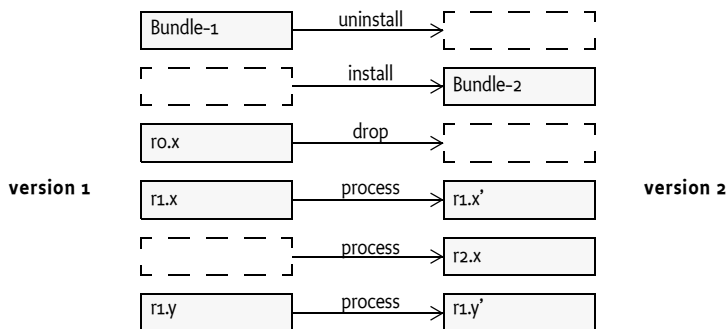 Bundle-1 uninstall
install Bundle-2
r0.x drop
version 1 r1.x process r1.x’ version 2
process r2.x
r1.y process r1.y’